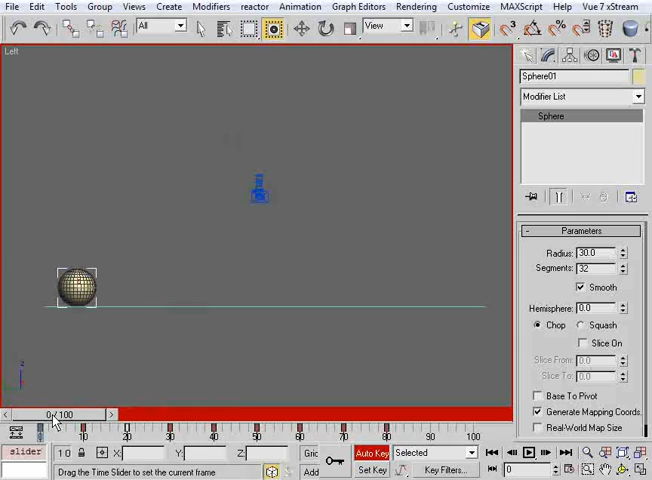 File Edit Tools Group Views Create Modifiers reactor Animation Graph Editors Rendering Customize MAXScript Vue 7 xStream
All View 3 %
Left
Sphere01
Modifier List
Sphere
- Parameters
Radius: 30.0
Segments: 32
Smooth
Hemisphere: 0.0
Chop Squash
Slice On
Slice From: 0.0
Slice To: 0.0
Base To Pivot
Generate Mapping Coords.
Real-World Map Size
z
< 0 / 100 >
0 10 20 30 40 50 60 70 80 90 100
slider X: Y: Z: Gric Auto Key Selected
Drag the Time Slider to set the current frame Add Set Key Key Filters... 0